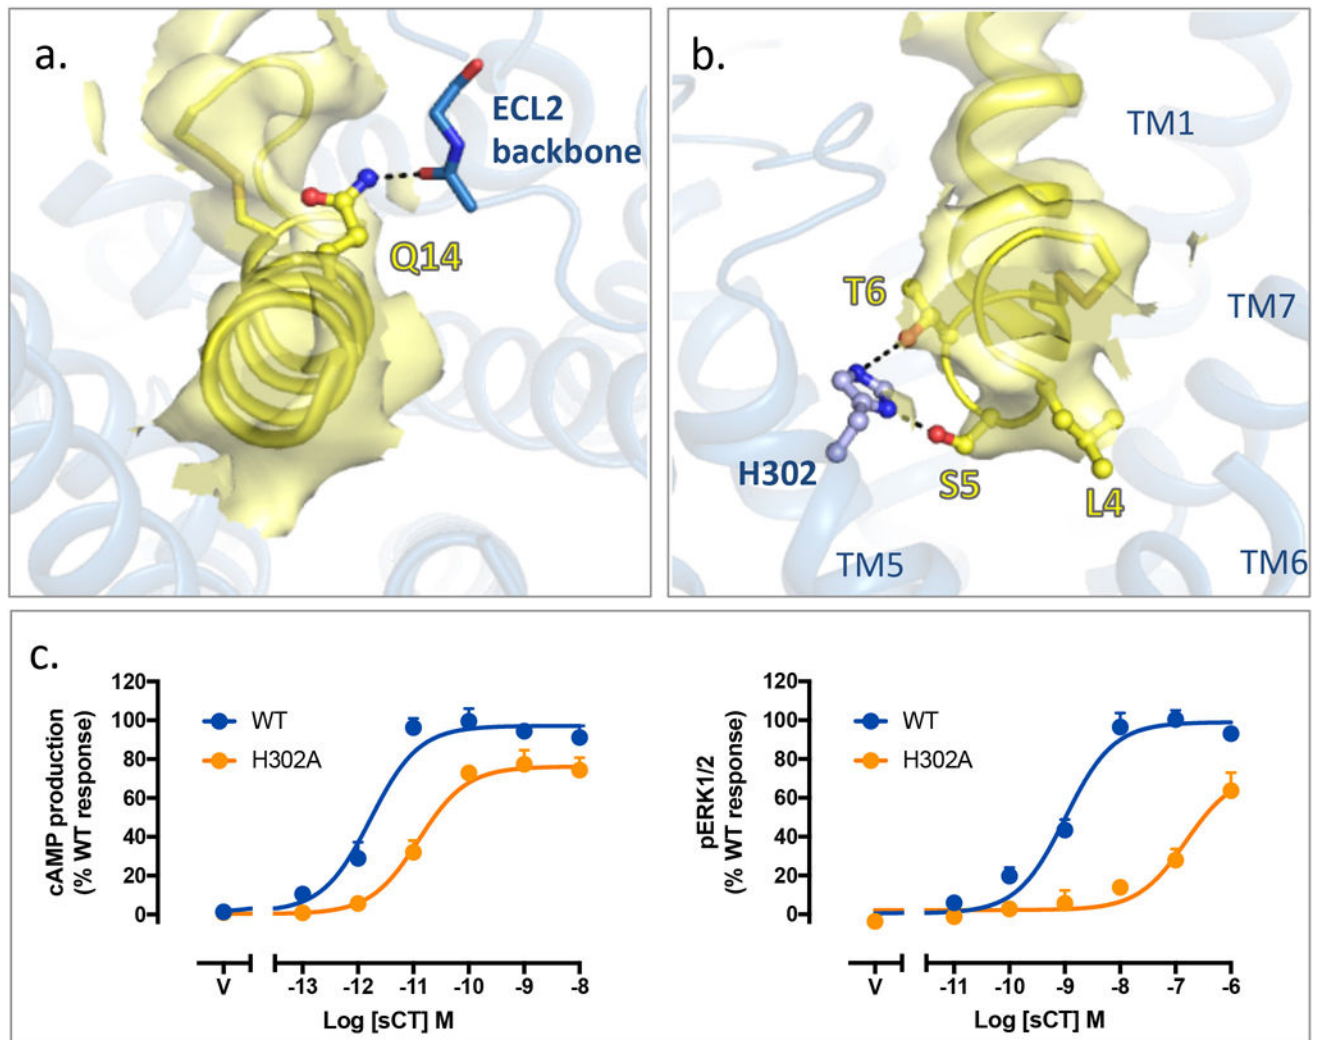 a.
ECL2
backbone
Q14
b.
TM1
T6
TM7
H302
S5
L4
TM5
TM6
c.
cAMP production
(% WT response)
120
100
80
60
40
20
0
WT
H302A
V
-13
-12
-11
-10
-9
-8
Log [sCT] M
pERK1/2
(% WT response)
120
100
80
60
40
20
0
WT
H302A
V
-11
-10
-9
-8
-7
-6
Log [sCT] M